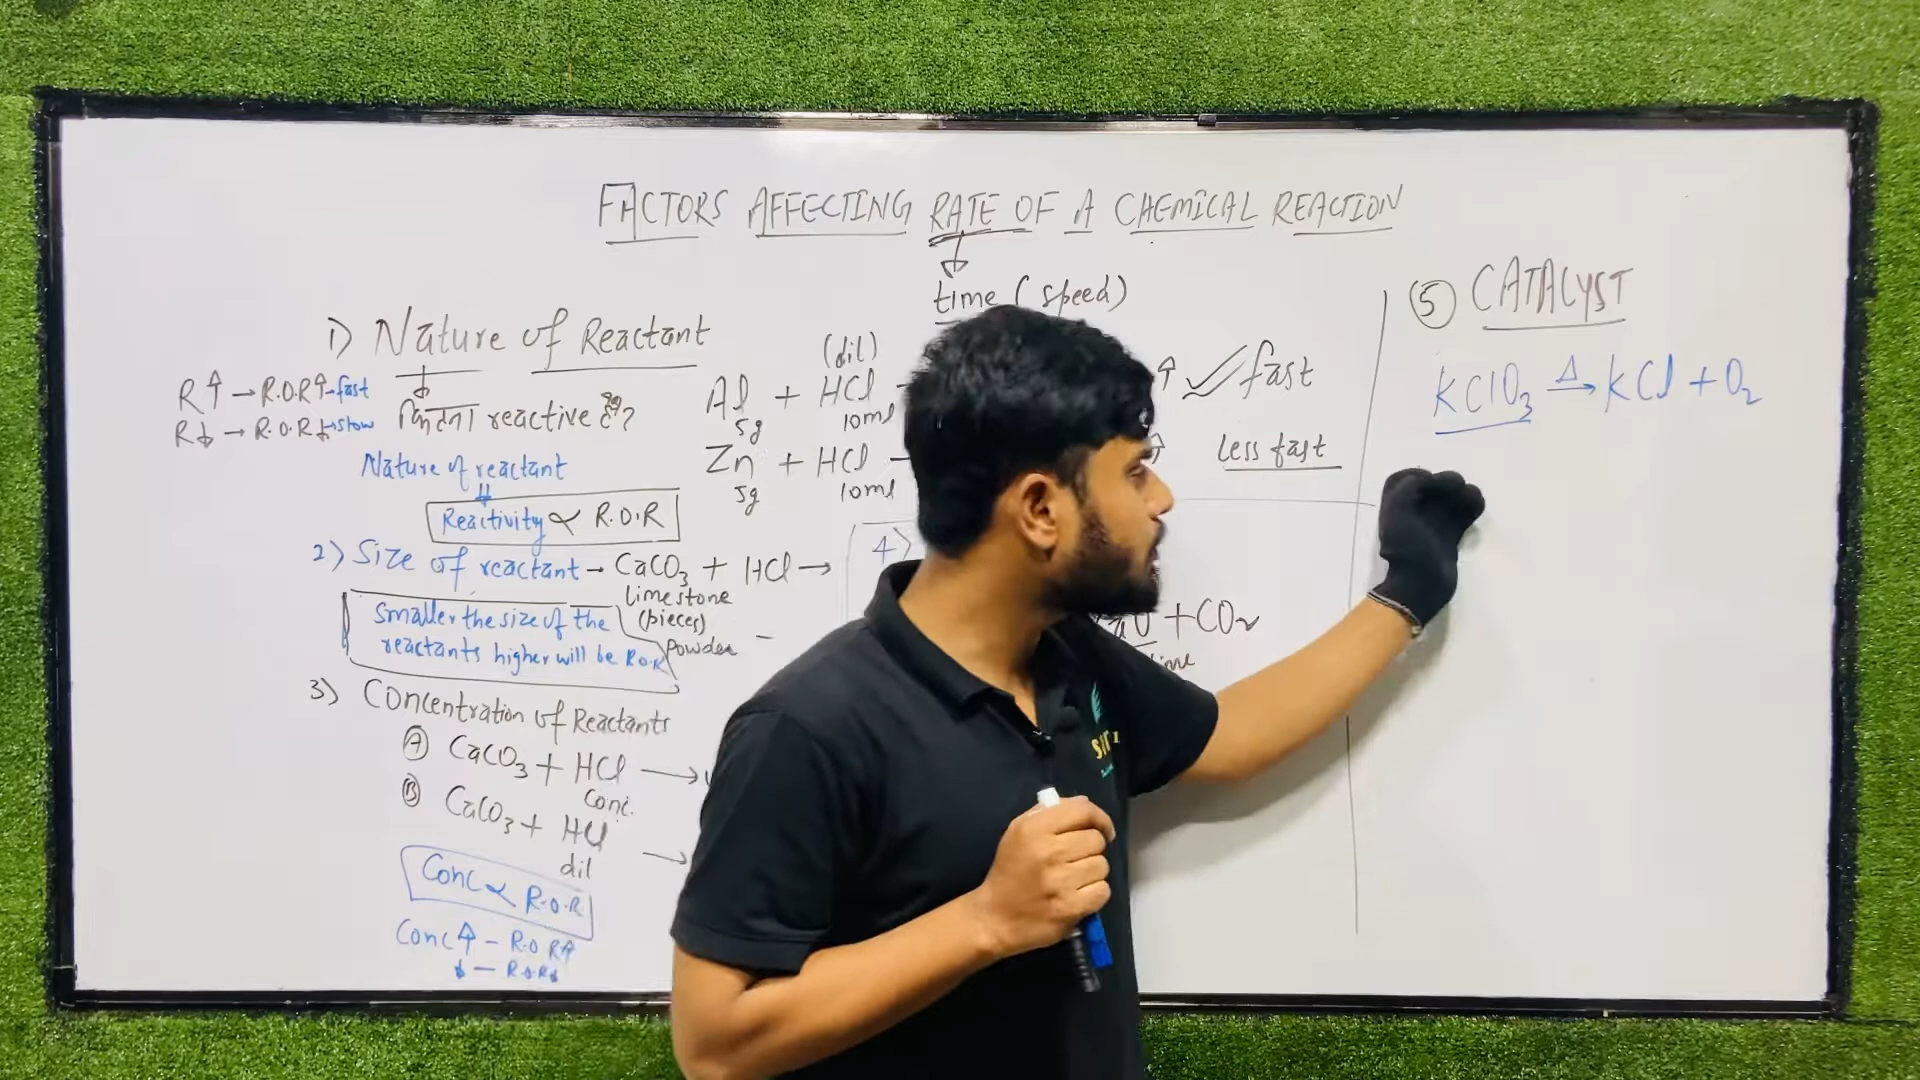 FACTORS AFFECTING RATE OF A CHEMICAL REACTION
time (speed)
1) Nature of Reactant
R↑ → R.O.R↑→fast
R↓ → R.O.R↓→slow
कितना reactive है?
Nature of reactant
Reactivity ∝ R.O.R
(dil)
Al + HCl
5g 10ml
↑ ✓ fast
Zn + HCl
5g 10ml
↑ less fast
2) Size of reactant → CaCO₃ + HCl →
limestone
(pieces)
powder
Smaller the size of the
reactants higher will be R.O.R
3) Concentration of Reactants
Ⓐ CaCO₃ + HCl →
Conc.
Ⓑ CaCO₃ + HCl →
dil
Conc ∝ R.O.R
Conc ↑ – R.O.R↑
↓ – R.O.R↓
4)
aO + CO₂
ime
⑤ CATALYST
KClO₃ Δ→ KCl + O₂